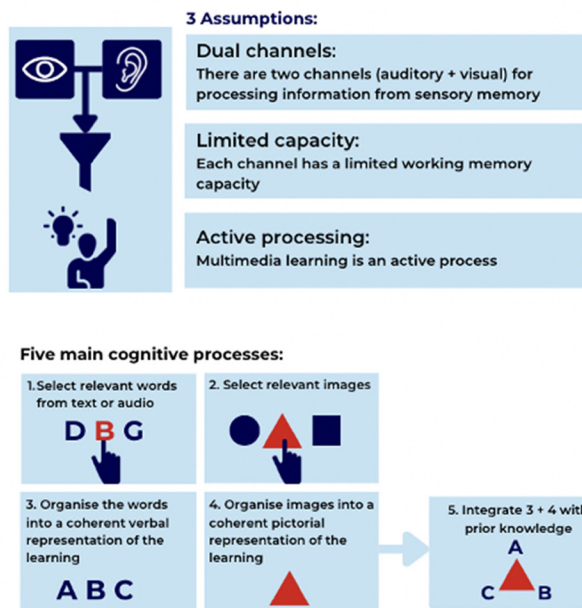 3 Assumptions:
Dual channels:
There are two channels (auditory + visual) for
processing information from sensory memory
Limited capacity:
Each channel has a limited working memory
capacity
Active processing:
Multimedia learning is an active process
Five main cognitive processes:
1.Select relevant words
from text or audio
D B G
2. Select relevant images
3. Organise the words
into a coherent verbal
representation of the
learning
A B C
4. Organise images into a
coherent pictorial
representation of the
learning
5. Integrate 3 + 4 with
prior knowledge
A
C B